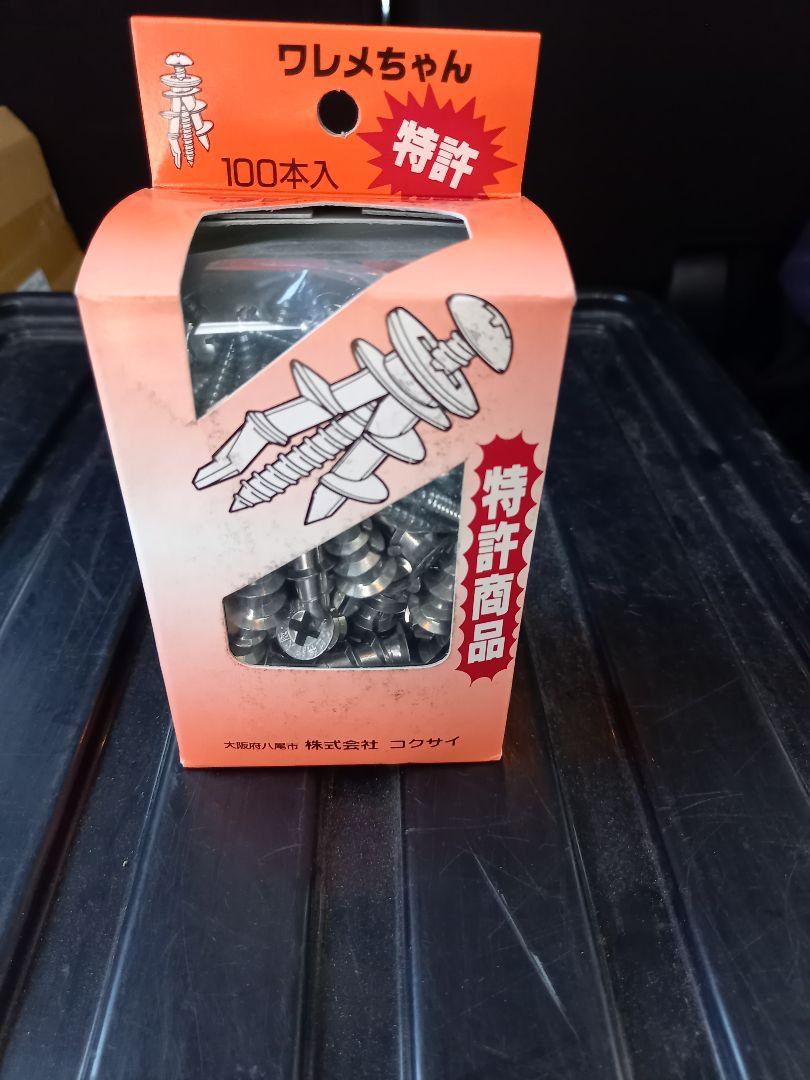 ワレメちゃん
特許
100本入
特許商品
大阪府八尾市 株式会社 コクサイ